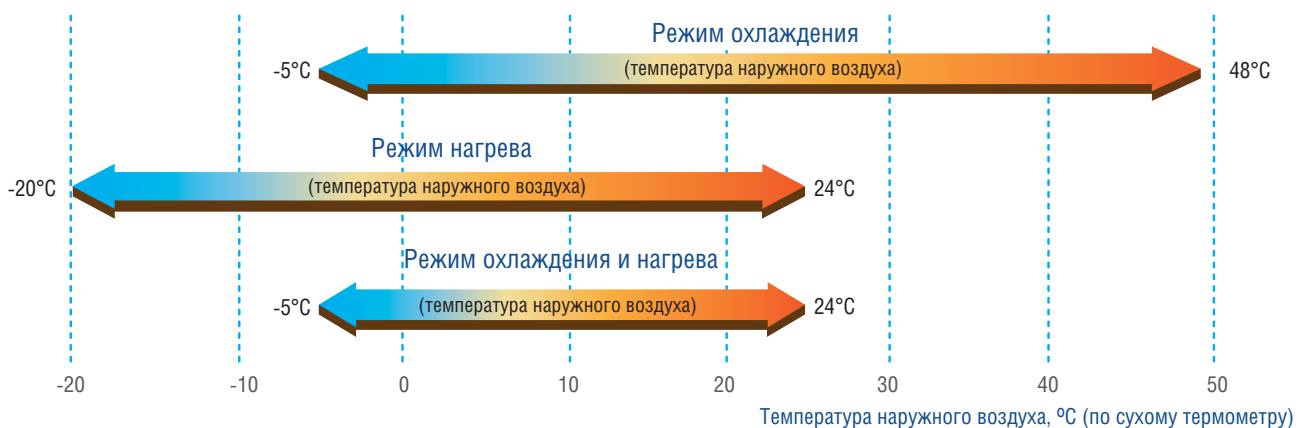 Режим охлаждения
-5°C (температура наружного воздуха) 48°C
Режим нагрева
-20°C (температура наружного воздуха) 24°C
Режим охлаждения и нагрева
-5°C (температура наружного воздуха) 24°C
-20 -10 0 10 20 30 40 50
Температура наружного воздуха, ºС (по сухому термометру)